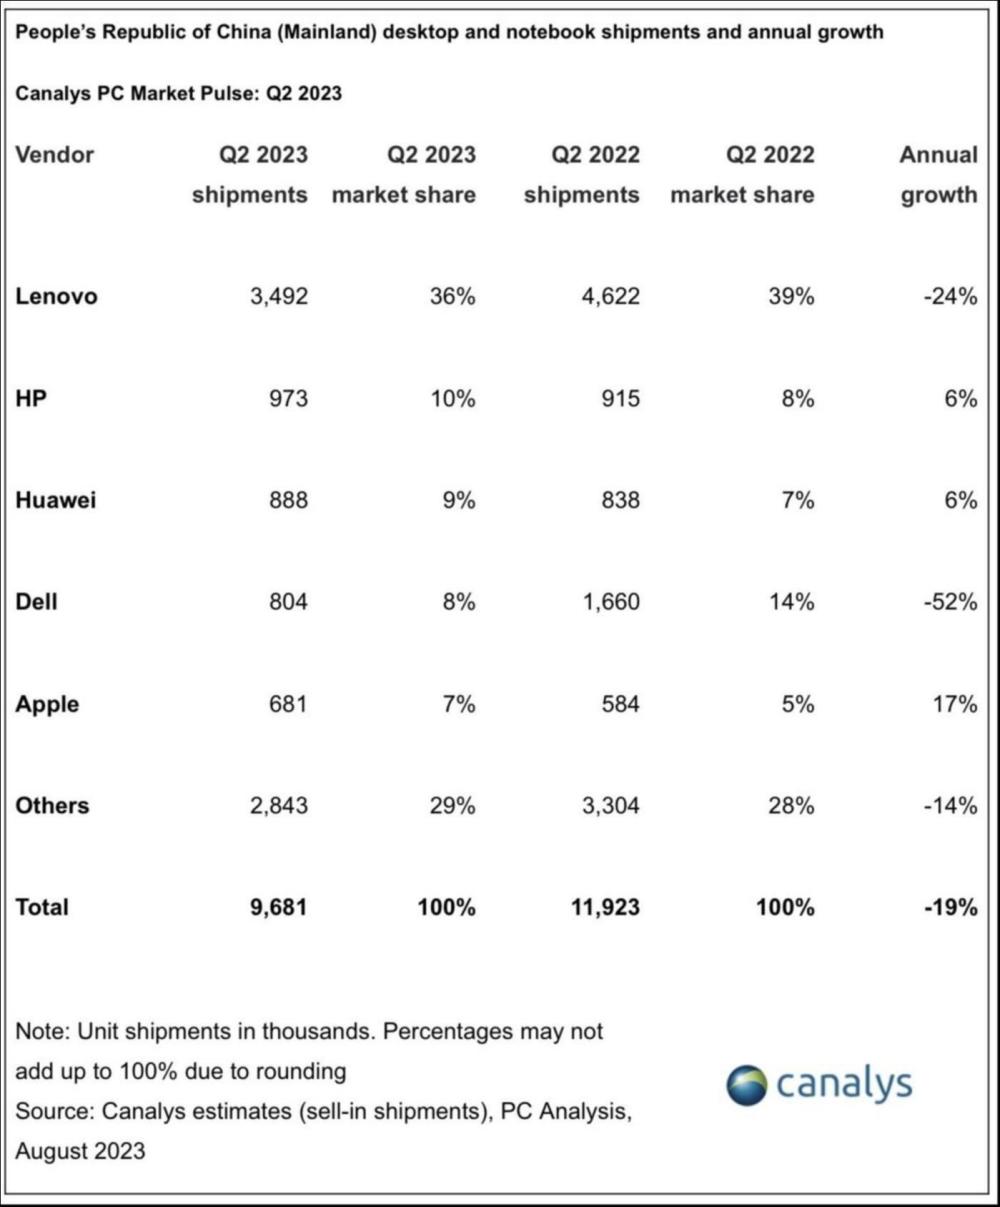 People’s Republic of China (Mainland) desktop and notebook shipments and annual growth
Canalys PC Market Pulse: Q2 2023
Vendor Q2 2023 Q2 2023 Q2 2022 Q2 2022 Annual
shipments market share shipments market share growth
Lenovo 3,492 36% 4,622 39% -24%
HP 973 10% 915 8% 6%
Huawei 888 9% 838 7% 6%
Dell 804 8% 1,660 14% -52%
Apple 681 7% 584 5% 17%
Others 2,843 29% 3,304 28% -14%
Total 9,681 100% 11,923 100% -19%
Note: Unit shipments in thousands. Percentages may not
add up to 100% due to rounding
Source: Canalys estimates (sell-in shipments), PC Analysis,
August 2023
canalys